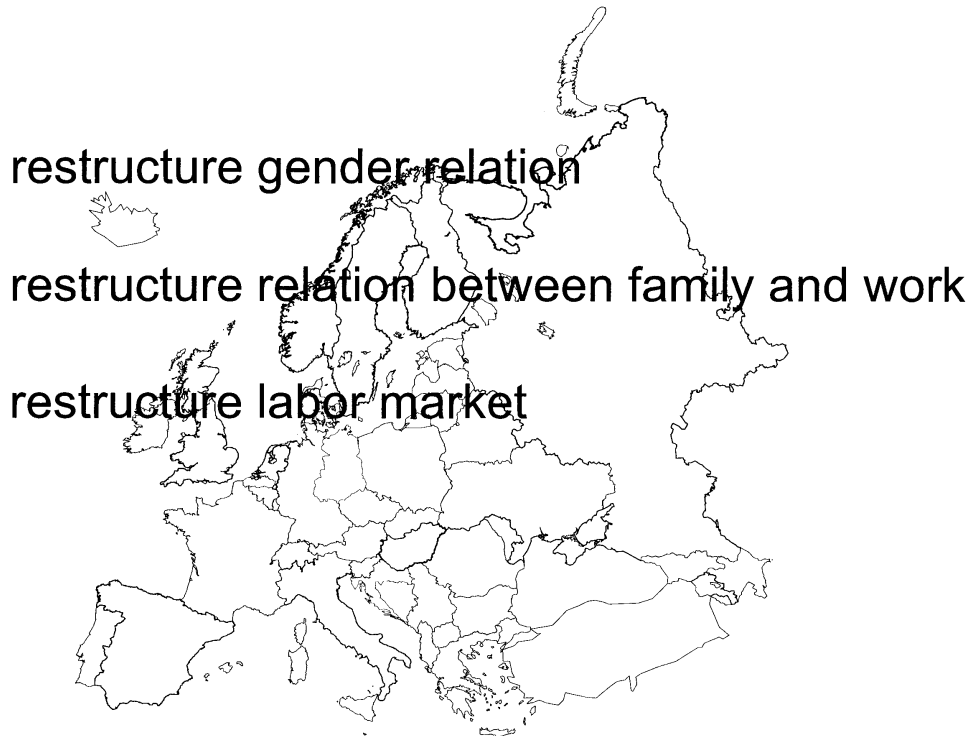 restructure gender relation
restructure relation between family and work
restructure labor market